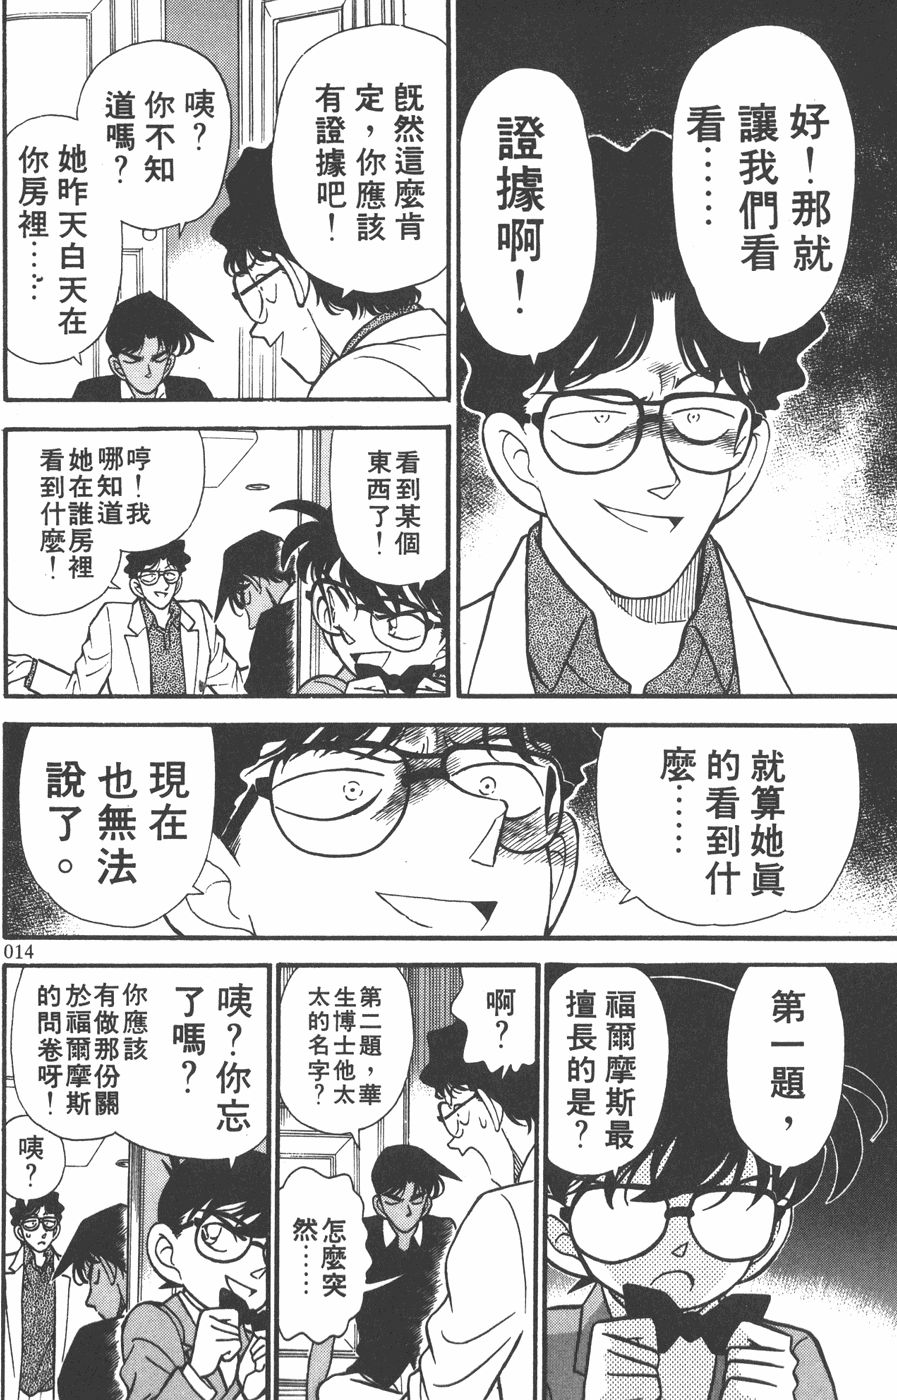 好！那就
讓我們看
看……
證據啊！
旣然這麼肯
定，你應該
有證據吧！
咦？
你不知
道嗎？
她昨天白天在
你房裡……
看到某個
東西了！
哼！我
哪知道
她在誰房裡
看到什麼！
就算她眞
的看到什
麼……
現在
也無法
說了。
014
第一題，
福爾摩斯最
擅長的是？
啊？
第二題，華
生博士他太
太的名字？
怎麼突
然……
咦？你忘
了嗎？
你應該
有做那份關
於福爾摩斯
的問卷呀！
咦？